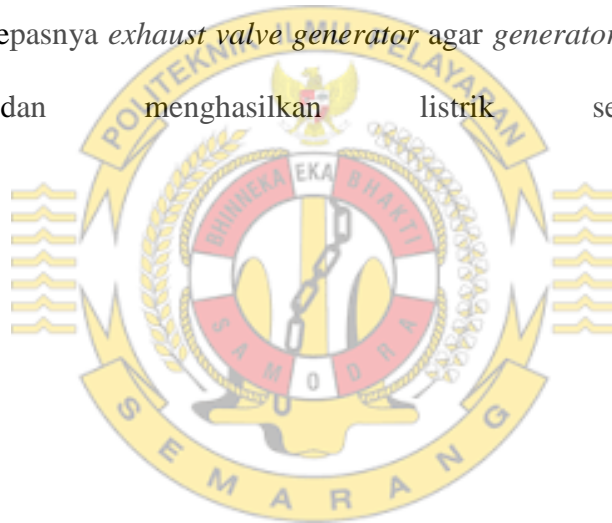 epasnya exhaust valve generator agar generator
dan menghasilkan listrik se
POLITEKNIK ILMU PELAYARAN
EKA
BHINNEKA BHAKTI
SAMODRA
SEMARANG